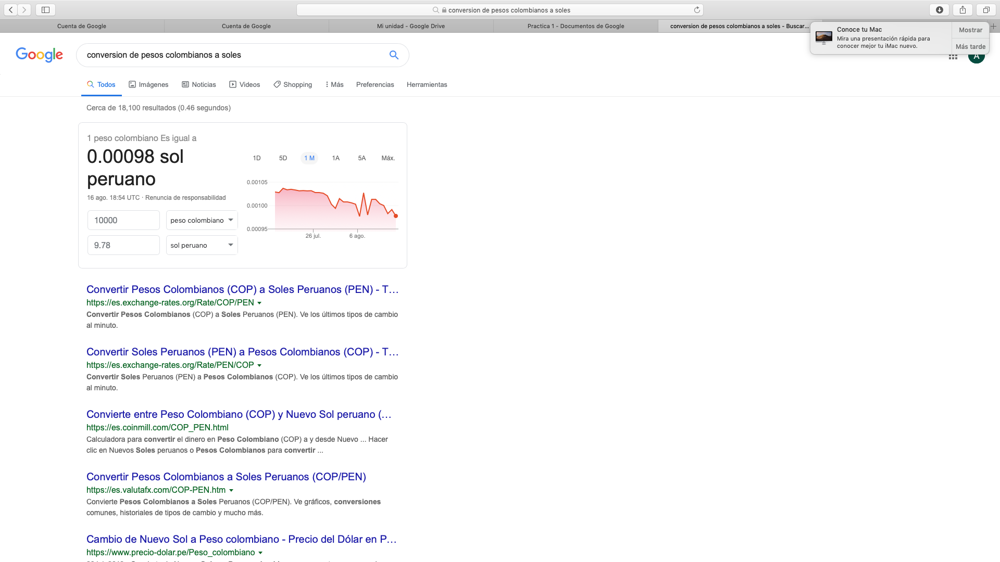 conversion de pesos colombianos a soles
Cuenta de Google
Cuenta de Google
Mi unidad - Google Drive
Practica 1 - Documentos de Google
conversion de pesos colombianos a soles - Buscar...
Conoce tu Mac
Mira una presentación rápida para
conocer mejor tu iMac nuevo.
Mostrar
Más tarde
Google
conversion de pesos colombianos a soles
A
Todos
Imágenes
Noticias
Videos
Shopping
Más
Preferencias
Herramientas
Cerca de 18,100 resultados (0.46 segundos)
1 peso colombiano Es igual a
0.00098 sol
peruano
16 ago. 18:54 UTC · Renuncia de responsabilidad
10000
peso colombiano
9.78
sol peruano
1D
5D
1 M
1A
5A
Máx.
0.00105
0.00100
0.00095
26 jul.
6 ago.
Convertir Pesos Colombianos (COP) a Soles Peruanos (PEN) - T...
https://es.exchange-rates.org/Rate/COP/PEN
Convertir Pesos Colombianos (COP) a Soles Peruanos (PEN). Ve los últimos tipos de cambio
al minuto.
Convertir Soles Peruanos (PEN) a Pesos Colombianos (COP) - T...
https://es.exchange-rates.org/Rate/PEN/COP
Convertir Soles Peruanos (PEN) a Pesos Colombianos (COP). Ve los últimos tipos de cambio
al minuto.
Convierte entre Peso Colombiano (COP) y Nuevo Sol peruano (...
https://es.coinmill.com/COP_PEN.html
Calculadora para convertir el dinero en Peso Colombiano (COP) a y desde Nuevo ... Hacer
clic en Nuevos Soles peruanos o Pesos Colombianos para convertir ...
Convertir Pesos Colombianos a Soles Peruanos (COP/PEN)
https://es.valutafx.com/COP-PEN.htm
Convierte Pesos Colombianos a Soles Peruanos (COP/PEN). Ve gráficos, conversiones
comunes, historiales de tipos de cambio y mucho más.
Cambio de Nuevo Sol a Peso colombiano - Precio del Dólar en P...
https://www.precio-dolar.pe/Peso_colombiano